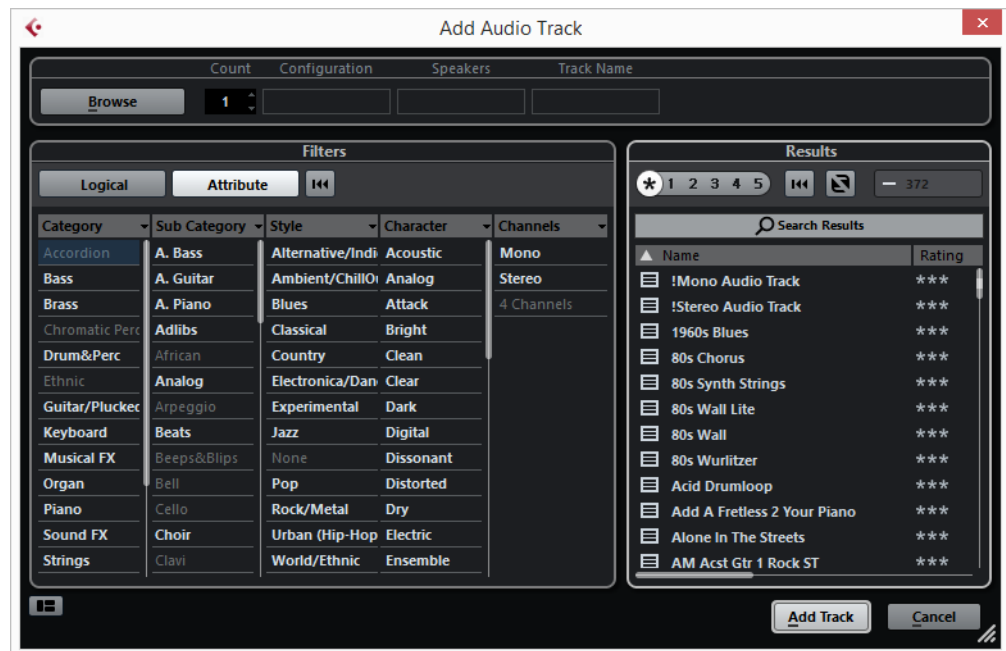 Add Audio Track
Count Configuration Speakers Track Name
Browse 1
Filters
Logical Attribute
Category Sub Category Style Character Channels
Accordion A. Bass Alternative/Indi Acoustic Mono
Bass A. Guitar Ambient/ChillOu Analog Stereo
Brass A. Piano Blues Attack 4 Channels
Chromatic Perc Adlibs Classical Bright
Drum&Perc African Country Clean
Ethnic Analog Electronica/Dan Clear
Guitar/Plucked Arpeggio Experimental Dark
Keyboard Beats Jazz Digital
Musical FX Beeps&Blips None Dissonant
Organ Bell Pop Distorted
Piano Cello Rock/Metal Dry
Sound FX Choir Urban (Hip-Hop Electric
Strings Clavi World/Ethnic Ensemble
Results
* 1 2 3 4 5 372
Search Results
Name Rating
!Mono Audio Track ***
!Stereo Audio Track ***
1960s Blues ***
80s Chorus ***
80s Synth Strings ***
80s Wall Lite ***
80s Wall ***
80s Wurlitzer ***
Acid Drumloop ***
Add A Fretless 2 Your Piano ***
Alone In The Streets ***
AM Acst Gtr 1 Rock ST ***
Add Track Cancel